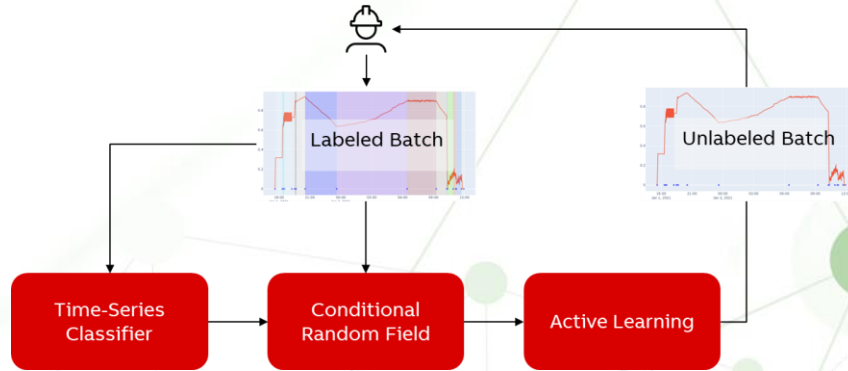 Labeled Batch
Unlabeled Batch
Time-Series
Classifier
Conditional
Random Field
Active Learning